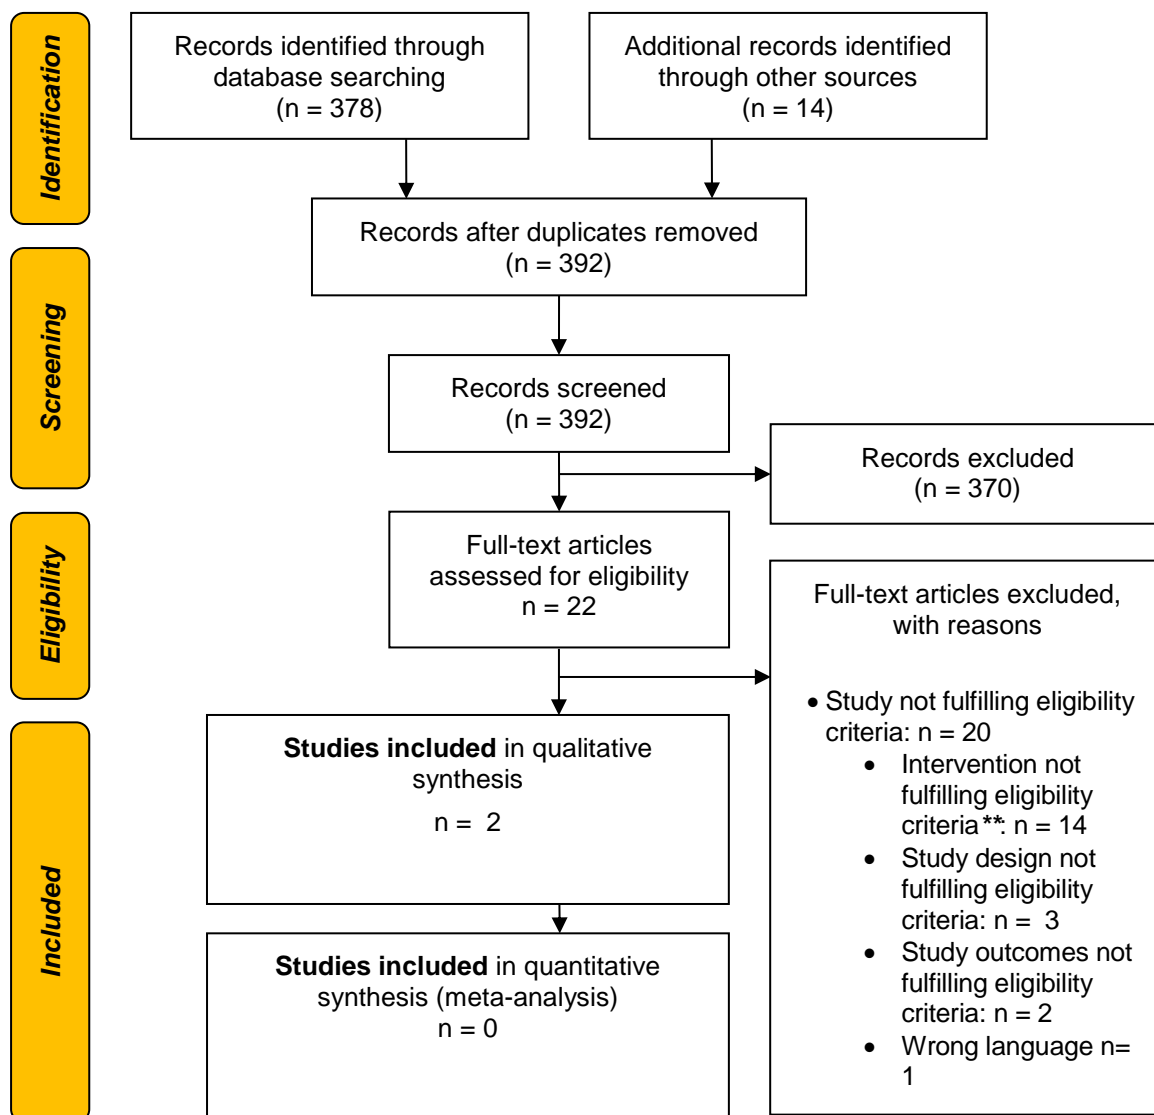 Identification
Records identified through
database searching
(n = 378)
Additional records identified
through other sources
(n = 14)
Records after duplicates removed
(n = 392)
Screening
Records screened
(n = 392)
Records excluded
(n = 370)
Eligibility
Full-text articles
assessed for eligibility
n = 22
Full-text articles excluded,
with reasons
• Study not fulfilling eligibility
criteria: n = 20
• Intervention not
fulfilling eligibility
criteria**: n = 14
• Study design not
fulfilling eligibility
criteria: n = 3
• Study outcomes not
fulfilling eligibility
criteria: n = 2
• Wrong language n=
1
Included
Studies included in qualitative
synthesis
n = 2
Studies included in quantitative
synthesis (meta-analysis)
n = 0